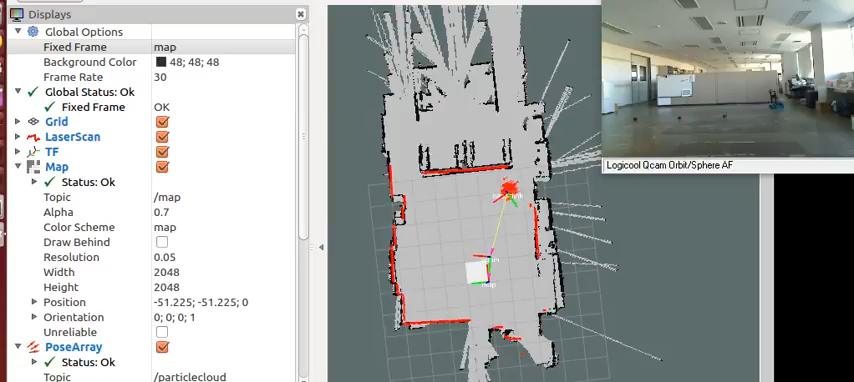 Displays
Global Options
Fixed Frame map
Background Color 48; 48; 48
Frame Rate 30
Global Status: Ok
Fixed Frame OK
Grid
LaserScan
TF
Map
Status: Ok
Topic /map
Alpha 0.7
Color Scheme map
Draw Behind
Resolution 0.05
Width 2048
Height 2048
Position -51.225; -51.225; 0
Orientation 0; 0; 0; 1
Unreliable
PoseArray
Status: Ok
Topic /particlecloud
Logicool Qcam Orbit/Sphere AF
map